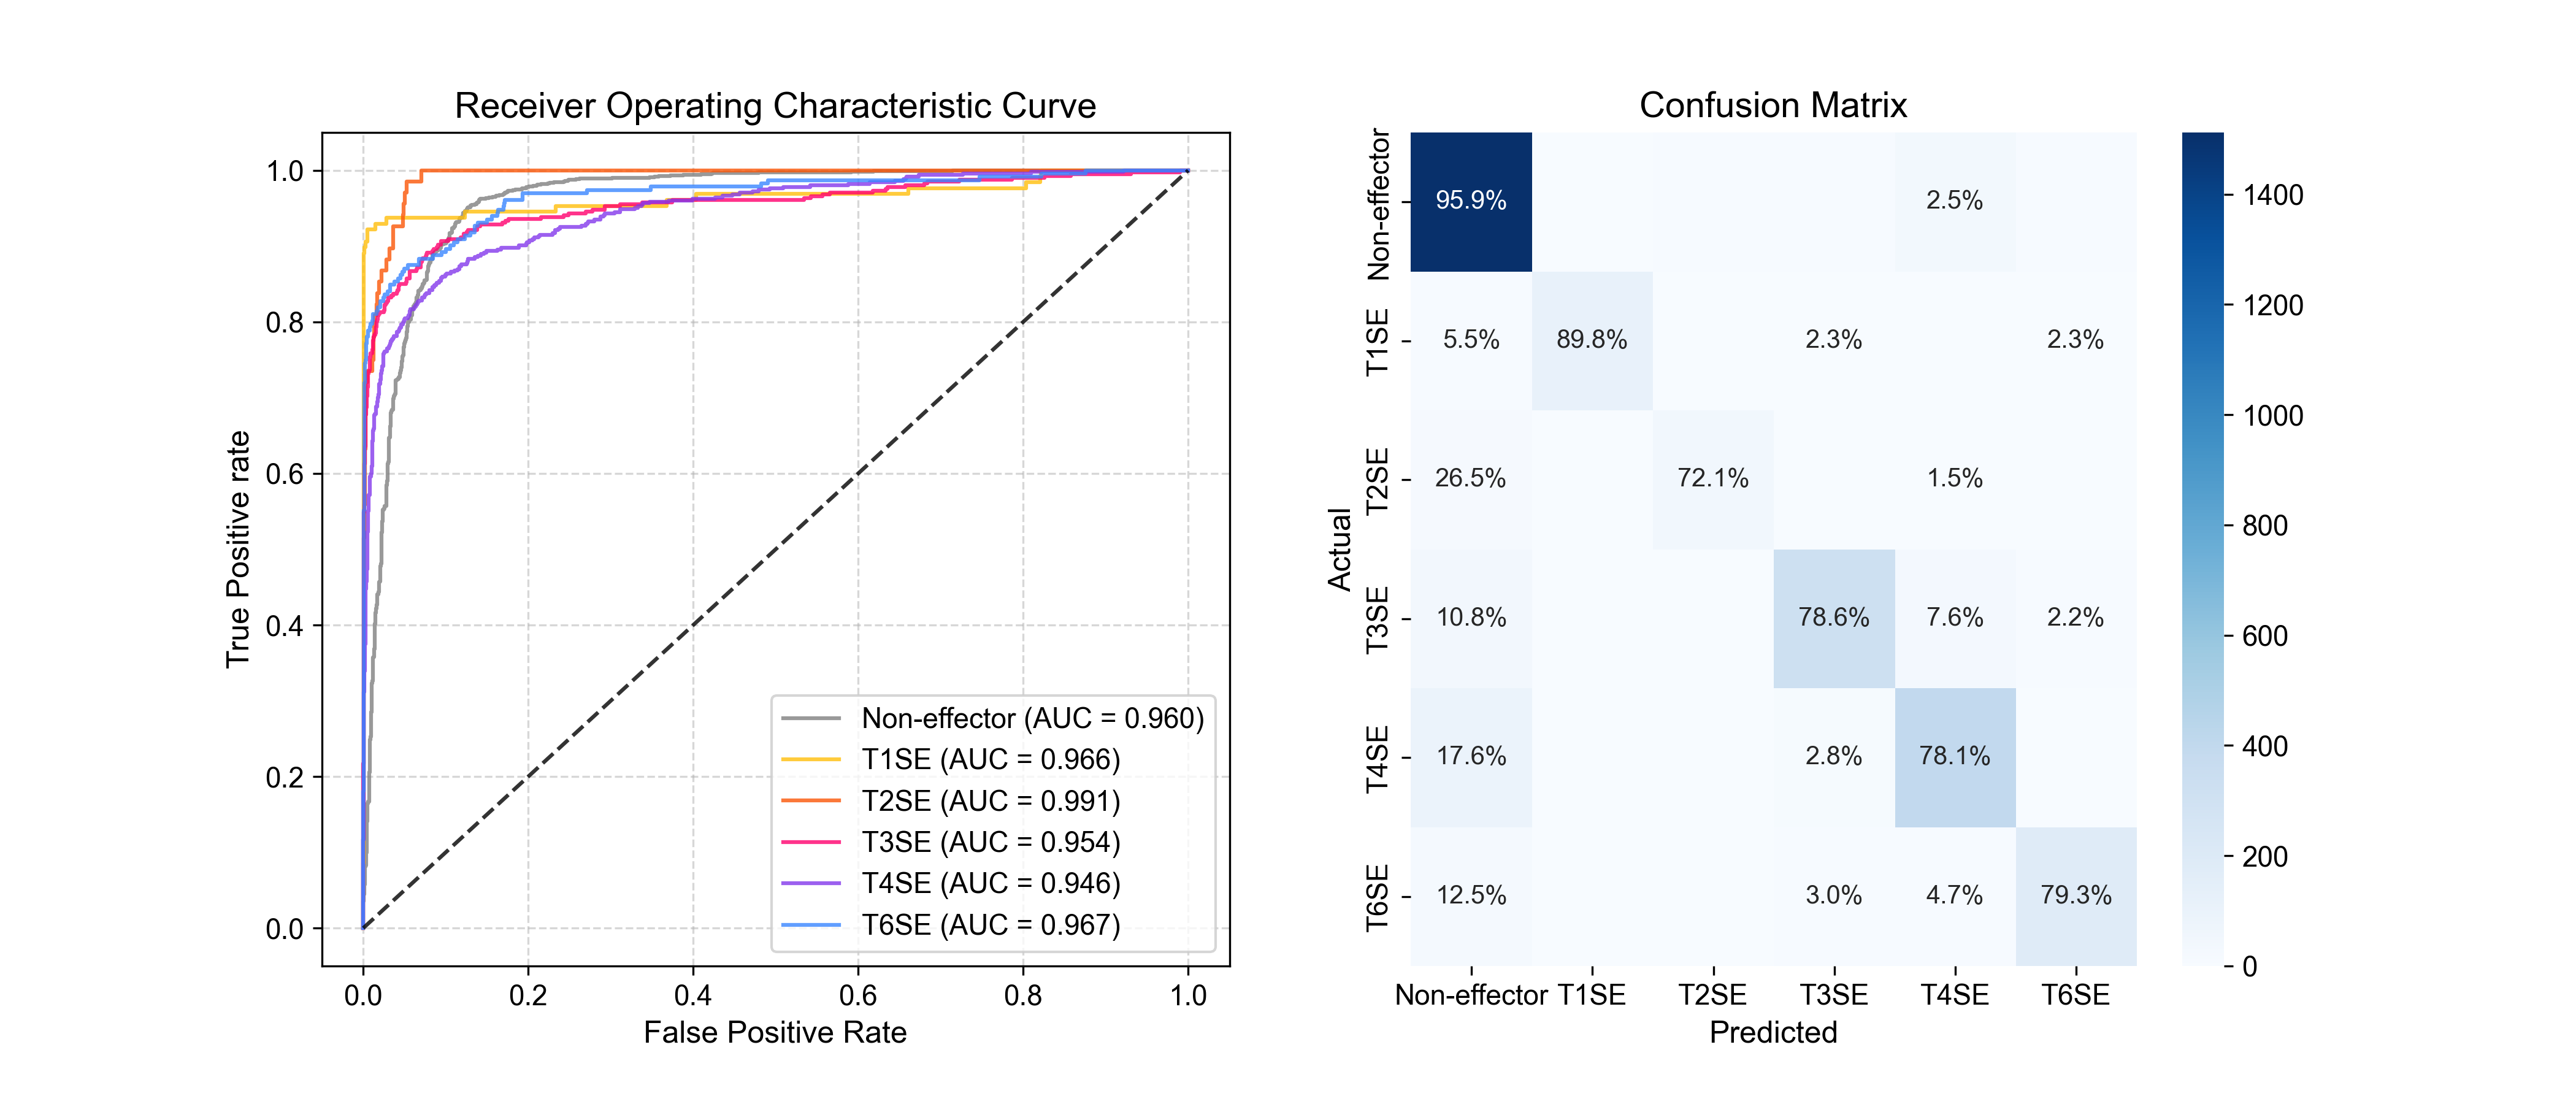 Receiver Operating Characteristic Curve
True Positive rate
1.0
0.8
0.6
0.4
0.2
0.0
0.0 0.2 0.4 0.6 0.8 1.0
False Positive Rate
Non-effector (AUC = 0.960)
T1SE (AUC = 0.966)
T2SE (AUC = 0.991)
T3SE (AUC = 0.954)
T4SE (AUC = 0.946)
T6SE (AUC = 0.967)
Confusion Matrix
Actual
Non-effector 95.9% 2.5%
T1SE 5.5% 89.8% 2.3% 2.3%
T2SE 26.5% 72.1% 1.5%
T3SE 10.8% 78.6% 7.6% 2.2%
T4SE 17.6% 2.8% 78.1%
T6SE 12.5% 3.0% 4.7% 79.3%
Non-effector T1SE T2SE T3SE T4SE T6SE
Predicted
1400
1200
1000
800
600
400
200
0